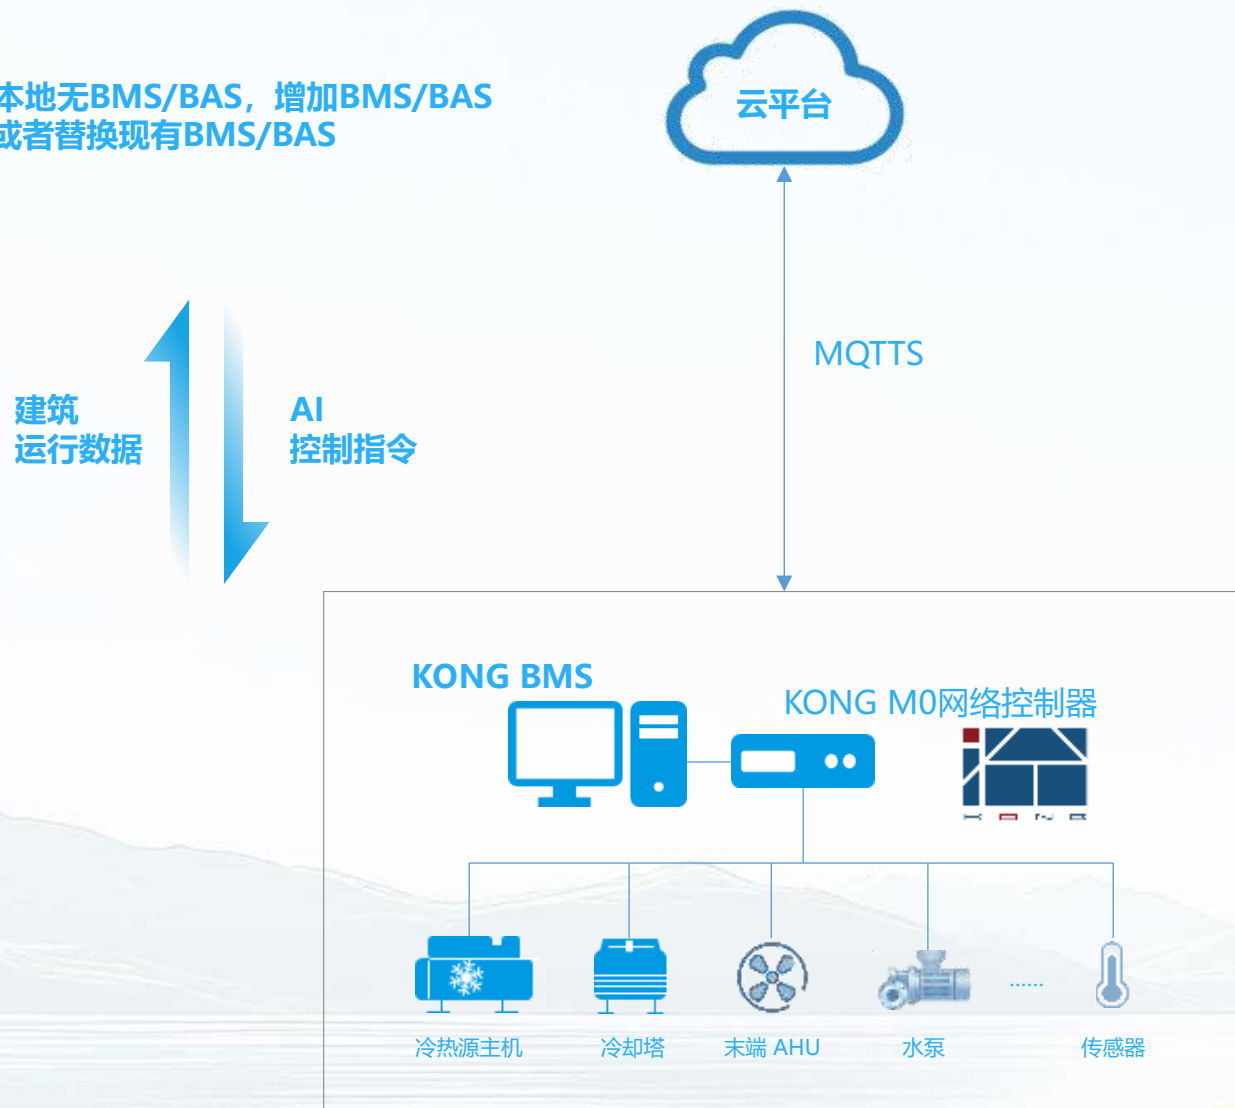 本地无BMS/BAS，增加BMS/BAS
或者替换现有BMS/BAS
云平台
MQTTS
建筑
运行数据
AI
控制指令
KONG BMS
KONG M0网络控制器
......
冷热源主机
冷却塔
末端 AHU
水泵
传感器